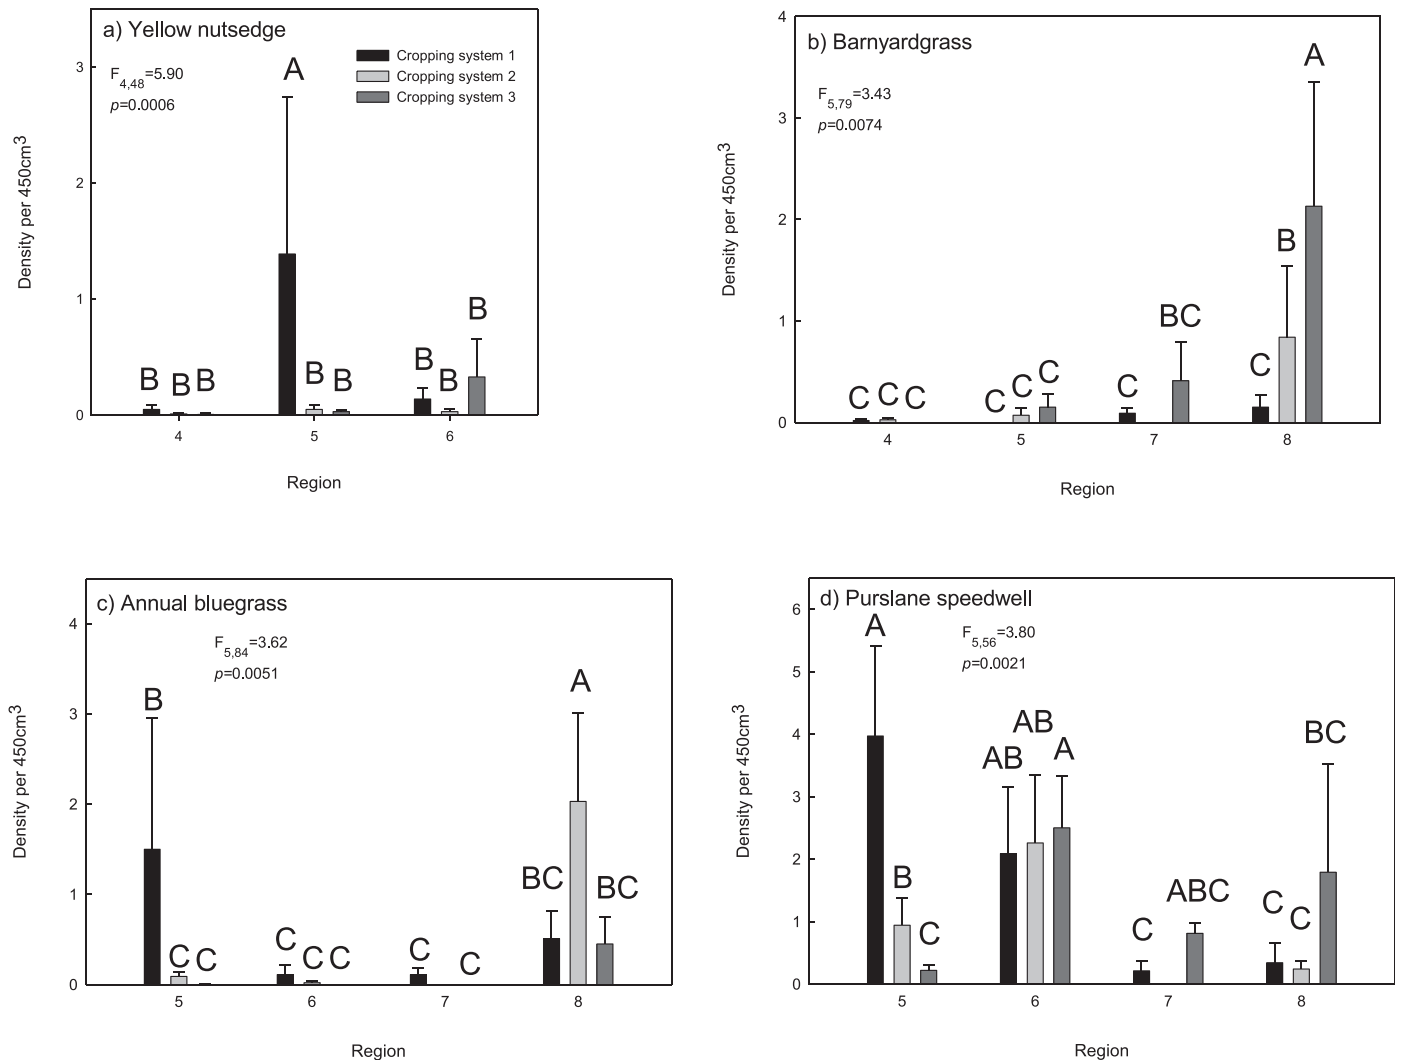 a) Yellow nutsedge
F4,48=5.90
p=0.0006
Cropping system 1
Cropping system 2
Cropping system 3
Density per 450cm3
3
2
1
0
B
B
B
A
B
B
B
B
B
4
5
6
Region
b) Barnyardgrass
F5,79=3.43
p=0.0074
Density per 450cm3
4
3
2
1
0
C
C
C
C
C
C
C
BC
C
B
A
4
5
7
8
Region
c) Annual bluegrass
F5,84=3.62
p=0.0051
Density per 450cm3
4
3
2
1
0
B
C
C
C
C
C
C
C
BC
A
BC
5
6
7
8
Region
d) Purslane speedwell
F5,56=3.80
p=0.0021
Density per 450cm3
6
5
4
3
2
1
0
A
B
C
AB
AB
A
C
ABC
C
C
BC
5
6
7
8
Region